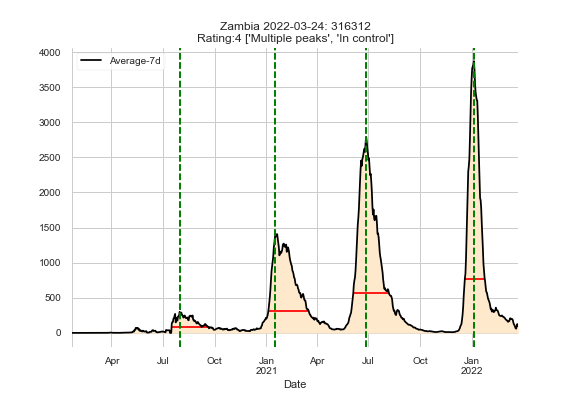 Zambia 2022-03-24: 316312
Rating:4 ['Multiple peaks', 'In control']
4000
3500
3000
2500
2000
1500
1000
500
0
Average-7d
Apr Jul Oct Jan Apr Jul Oct Jan
2021 2022
Date